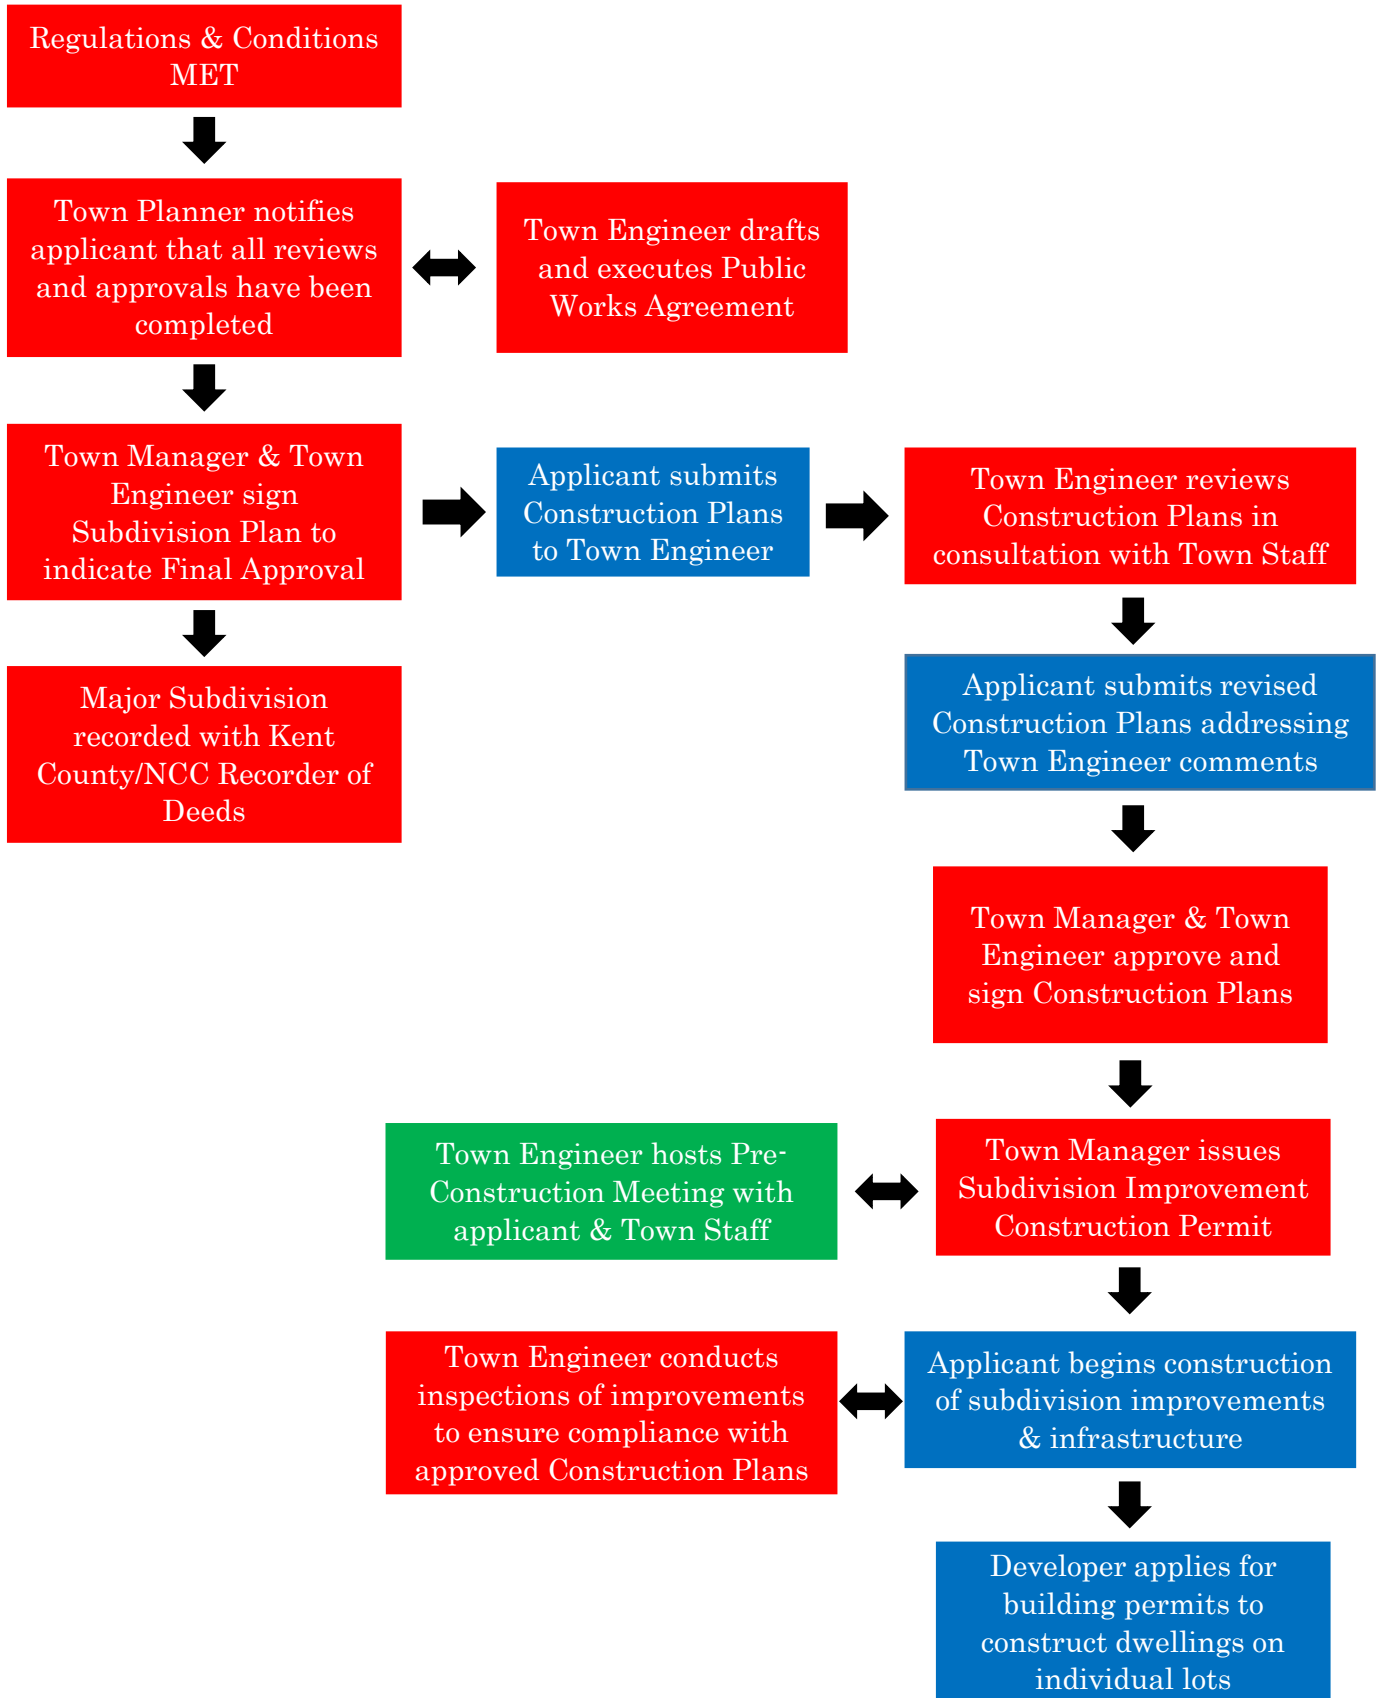 Regulations & Conditions
MET
Town Planner notifies
applicant that all reviews
and approvals have been
completed
Town Engineer drafts
and executes Public
Works Agreement
Town Manager & Town
Engineer sign
Subdivision Plan to
indicate Final Approval
Applicant submits
Construction Plans
to Town Engineer
Town Engineer reviews
Construction Plans in
consultation with Town Staff
Major Subdivision
recorded with Kent
County/NCC Recorder of
Deeds
Applicant submits revised
Construction Plans addressing
Town Engineer comments
Town Manager & Town
Engineer approve and
sign Construction Plans
Town Engineer hosts Pre-
Construction Meeting with
applicant & Town Staff
Town Manager issues
Subdivision Improvement
Construction Permit
Town Engineer conducts
inspections of improvements
to ensure compliance with
approved Construction Plans
Applicant begins construction
of subdivision improvements
& infrastructure
Developer applies for
building permits to
construct dwellings on
individual lots